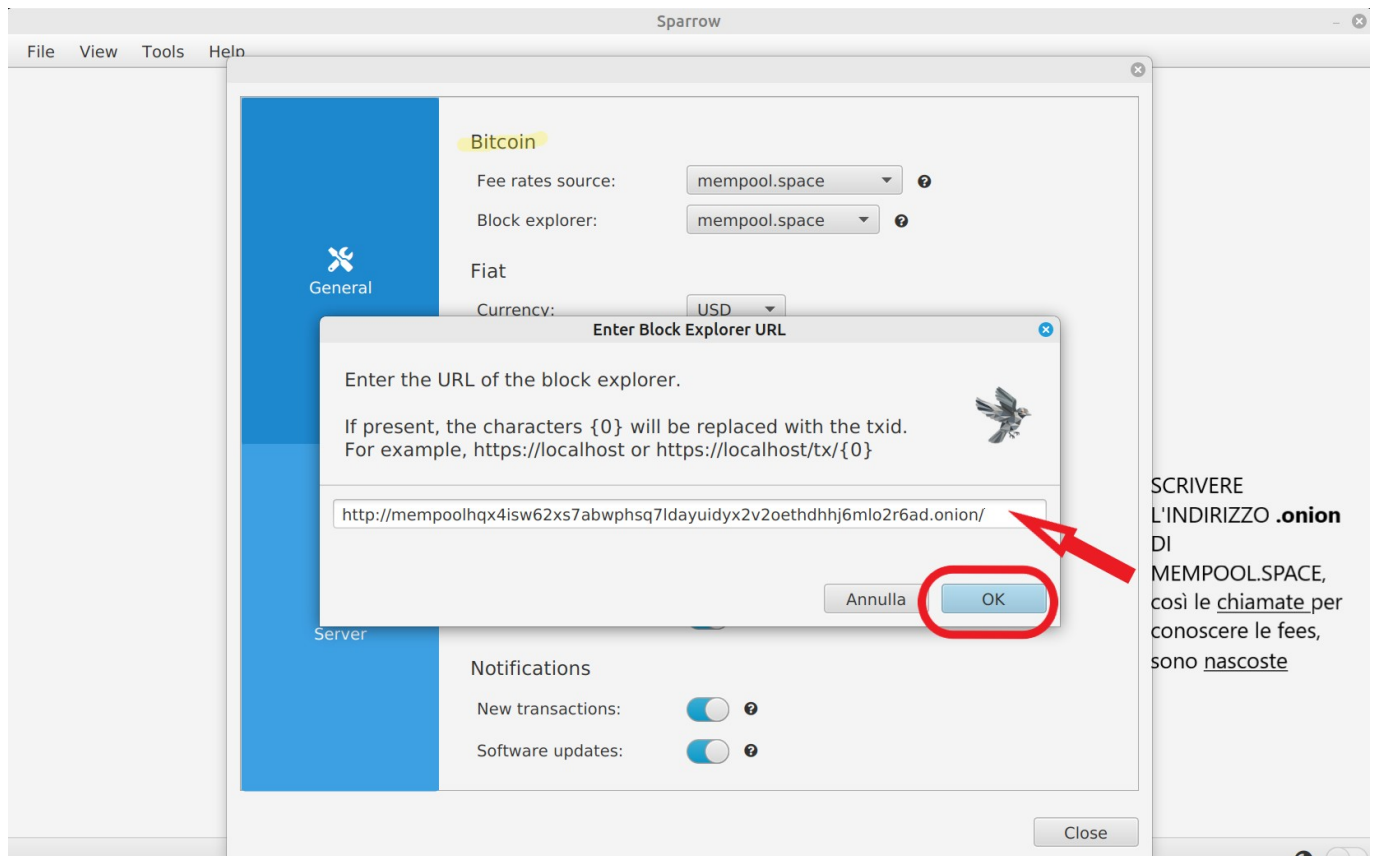 Sparrow
File View Tools Help
Bitcoin
Fee rates source: mempool.space
Block explorer: mempool.space
Fiat
Currency: USD
General
Enter Block Explorer URL
Enter the URL of the block explorer.
If present, the characters {0} will be replaced with the txid.
For example, https://localhost or https://localhost/tx/{0}
http://mempoolhqx4isw62xs7abwphsq7ldayuidyx2v2oethdhhj6mlo2r6ad.onion/
Annulla OK
Server
Notifications
New transactions:
Software updates:
Close
SCRIVERE
L'INDIRIZZO .onion
DI
MEMPOOL.SPACE,
così le chiamate per
conoscere le fees,
sono nascoste